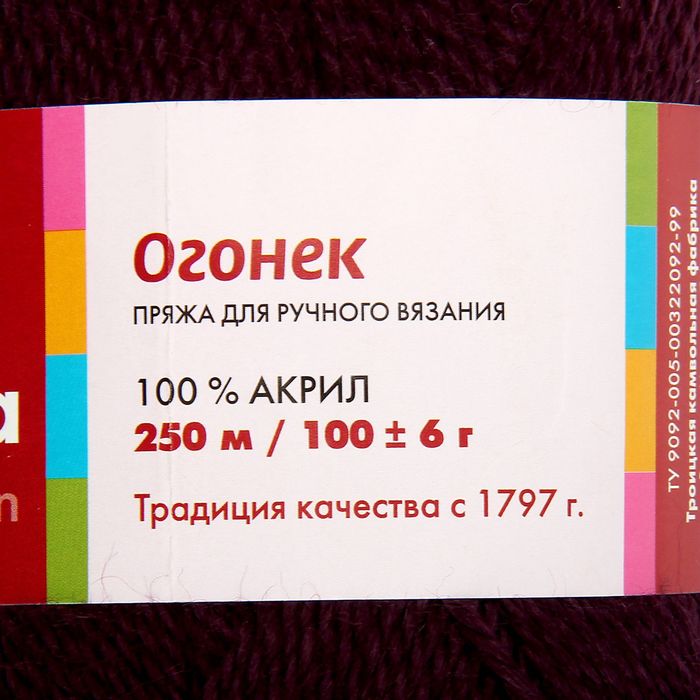 Огонек
ПРЯЖА ДЛЯ РУЧНОГО ВЯЗАНИЯ
100 % АКРИЛ
250 м / 100 ± 6 г
Традиция качества с 1797 г.
ТУ 9092-005-00322092-99
Троицкая камвольная фабрика